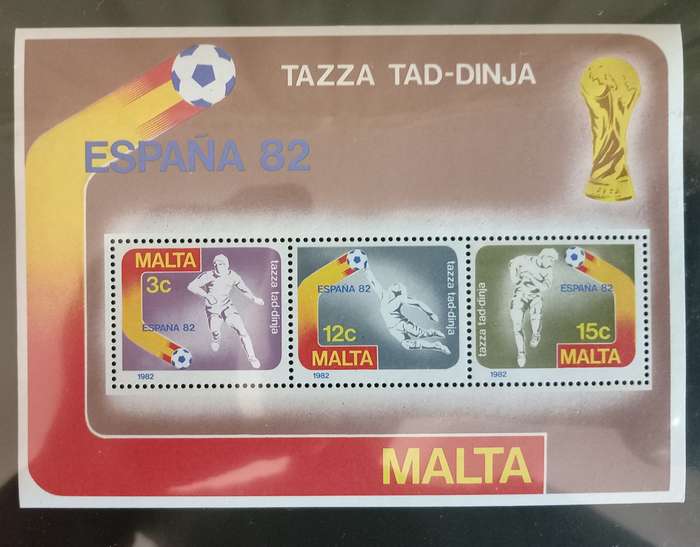 TAZZA TAD-DINJA
ESPAÑA 82
MALTA
3c
ESPAÑA 82
tazza tad-dinja
1982
ESPAÑA 82
12c
MALTA
tazza tad-dinja
1982
tazza tad-dinja
ESPAÑA 82
15c
MALTA
1982
MALTA